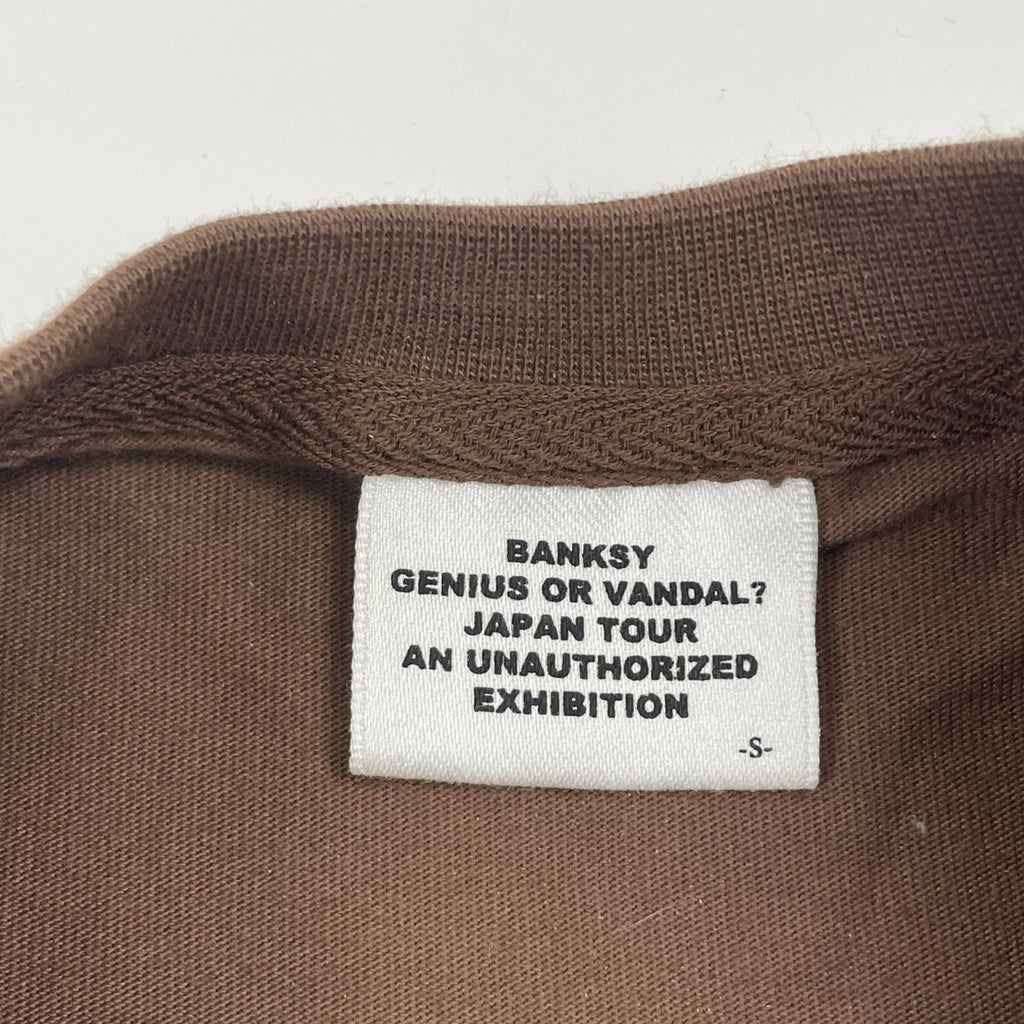 BANKSY
GENIUS OR VANDAL?
JAPAN TOUR
AN UNAUTHORIZED
EXHIBITION
-S-